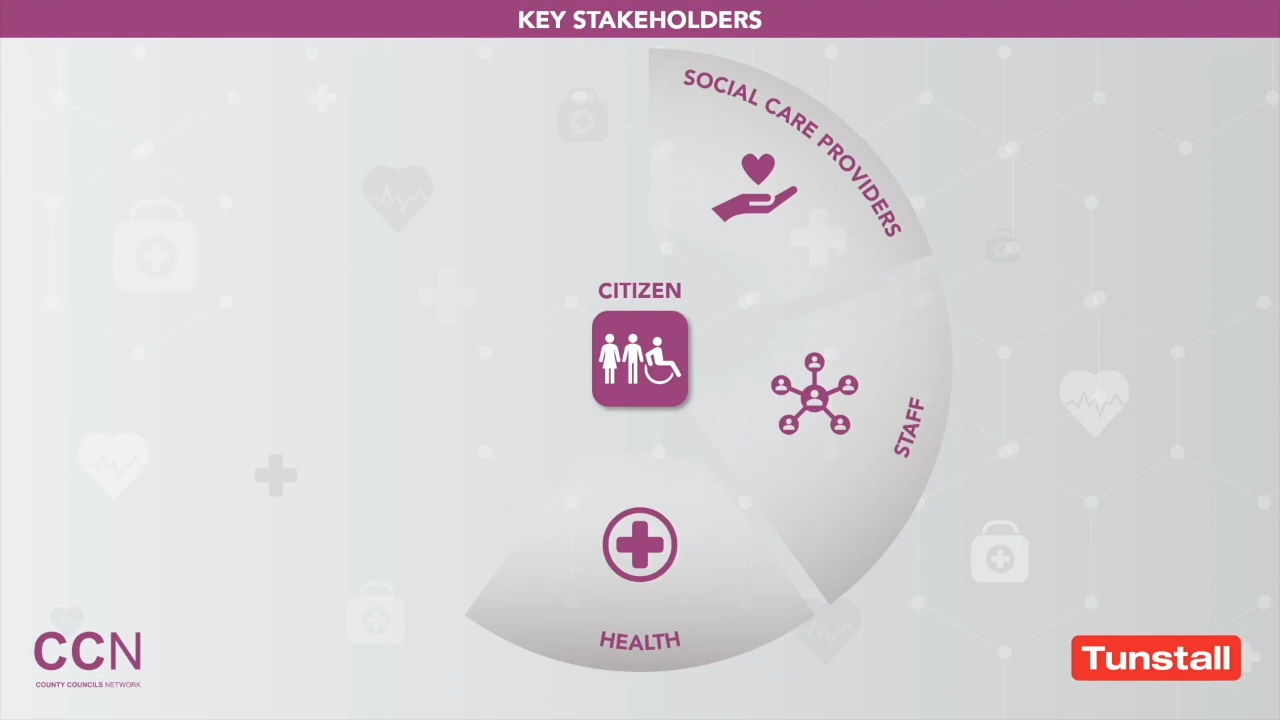 KEY STAKEHOLDERS
SOCIAL CARE PROVIDERS
CITIZEN
STAFF
HEALTH
CCN
COUNTY COUNCILS NETWORK
Tunstall